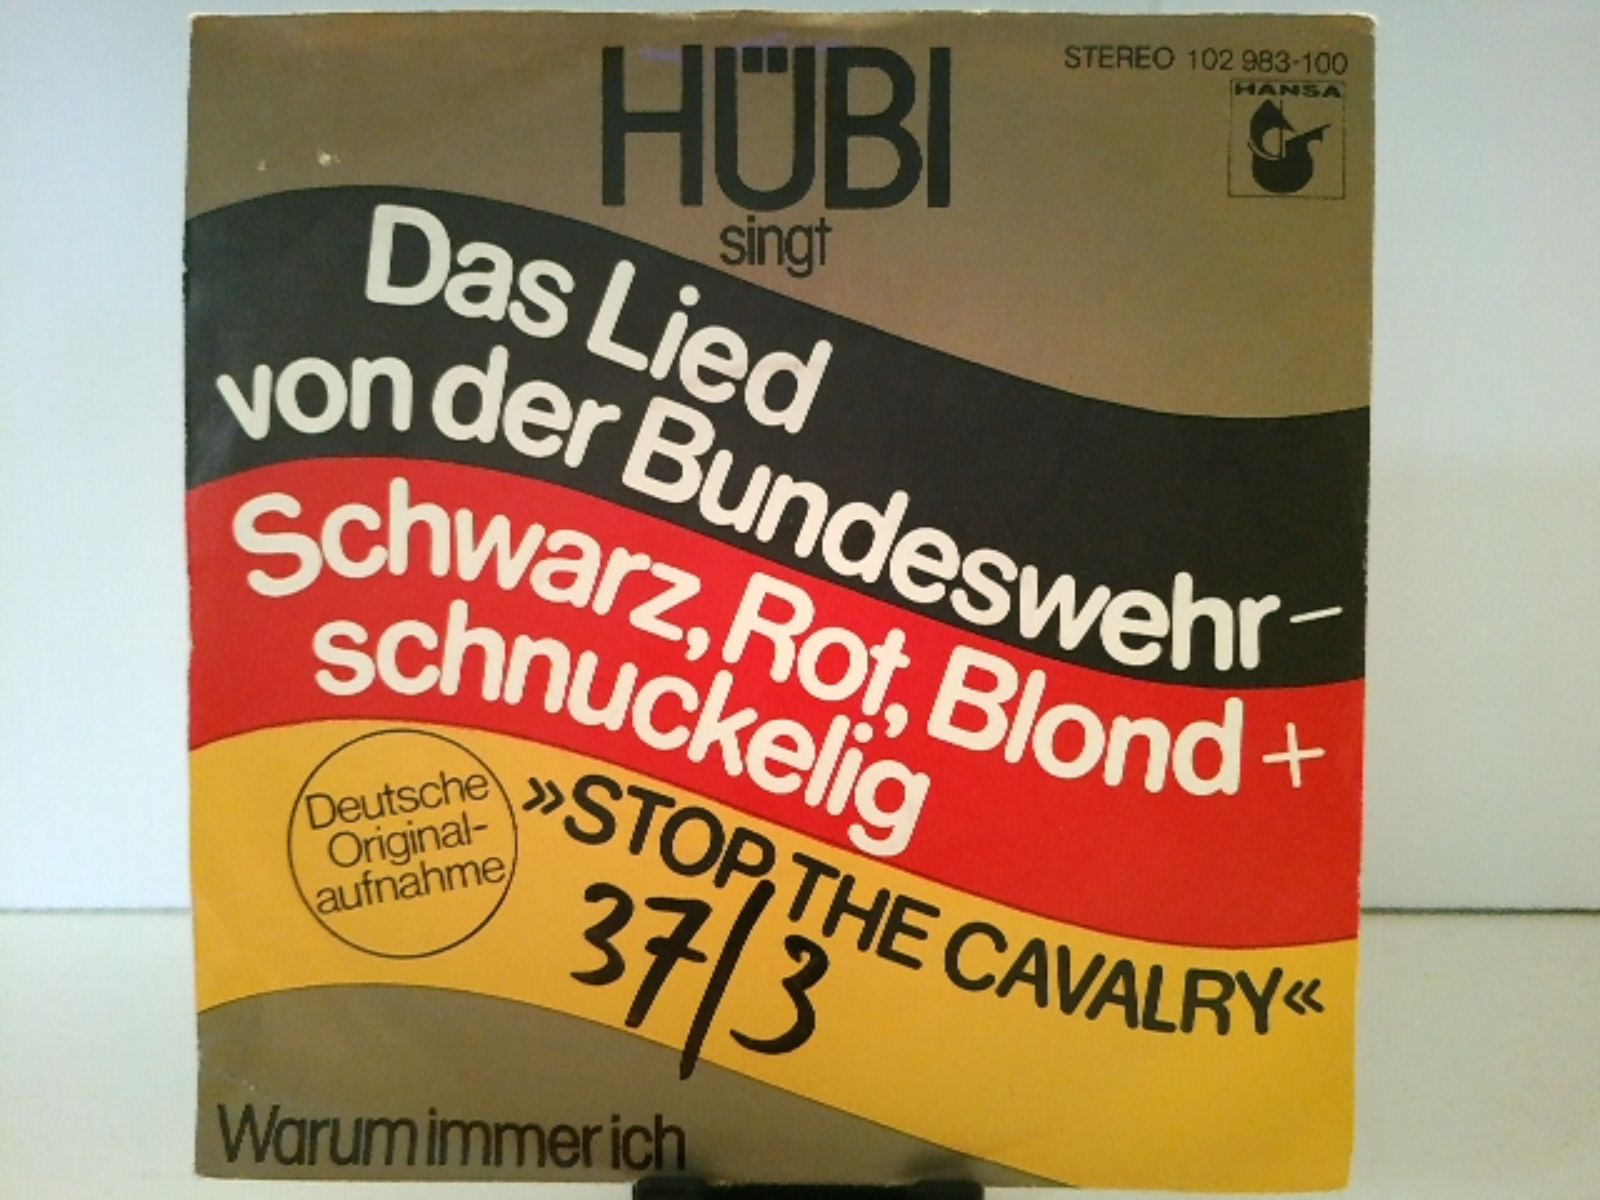 HÜBI
singt
STEREO 102 983-100
HANSA
Das Lied
von der Bundeswehr–
Schwarz, Rot, Blond +
schnuckelig
»STOP THE CAVALRY«
Deutsche
Original-
aufnahme
37/3
Warum immer ich